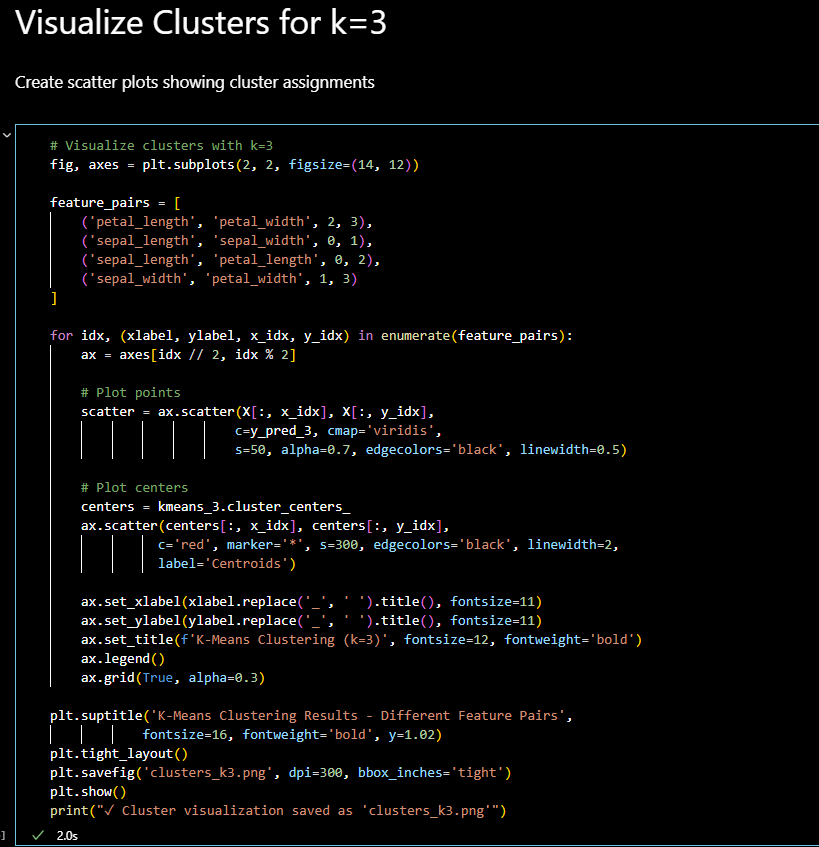 Visualize Clusters for k=3
Create scatter plots showing cluster assignments
# Visualize clusters with k=3
fig, axes = plt.subplots(2, 2, figsize=(14, 12))
feature_pairs = [
    ('petal_length', 'petal_width', 2, 3),
    ('sepal_length', 'sepal_width', 0, 1),
    ('sepal_length', 'petal_length', 0, 2),
    ('sepal_width', 'petal_width', 1, 3)
]
for idx, (xlabel, ylabel, x_idx, y_idx) in enumerate(feature_pairs):
    ax = axes[idx // 2, idx % 2]
    # Plot points
    scatter = ax.scatter(X[:, x_idx], X[:, y_idx],
                        c=y_pred_3, cmap='viridis',
                        s=50, alpha=0.7, edgecolors='black', linewidth=0.5)
    # Plot centers
    centers = kmeans_3.cluster_centers_
    ax.scatter(centers[:, x_idx], centers[:, y_idx],
              c='red', marker='*', s=300, edgecolors='black', linewidth=2,
              label='Centroids')
    ax.set_xlabel(xlabel.replace('_', ' ').title(), fontsize=11)
    ax.set_ylabel(ylabel.replace('_', ' ').title(), fontsize=11)
    ax.set_title(f'K-Means Clustering (k=3)', fontsize=12, fontweight='bold')
    ax.legend()
    ax.grid(True, alpha=0.3)
plt.suptitle('K-Means Clustering Results - Different Feature Pairs',
            fontsize=16, fontweight='bold', y=1.02)
plt.tight_layout()
plt.savefig('clusters_k3.png', dpi=300, bbox_inches='tight')
plt.show()
print("✓ Cluster visualization saved as 'clusters_k3.png'")
] ✓ 2.0s